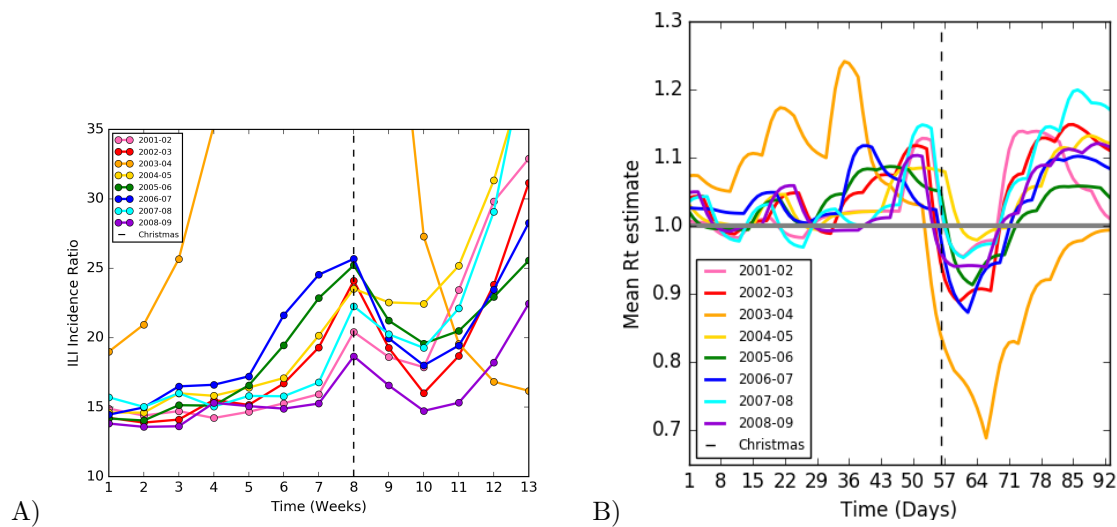 A)
ILI Incidence Ratio
35
30
25
20
15
10
2001-02
2002-03
2003-04
2004-05
2005-06
2006-07
2007-08
2008-09
Christmas
1 2 3 4 5 6 7 8 9 10 11 12 13
Time (Weeks)
B)
Mean Rt estimate
1.3
1.2
1.1
1.0
0.9
0.8
0.7
2001-02
2002-03
2003-04
2004-05
2005-06
2006-07
2007-08
2008-09
Christmas
1 8 15 22 29 36 43 50 57 64 71 78 85 92
Time (Days)